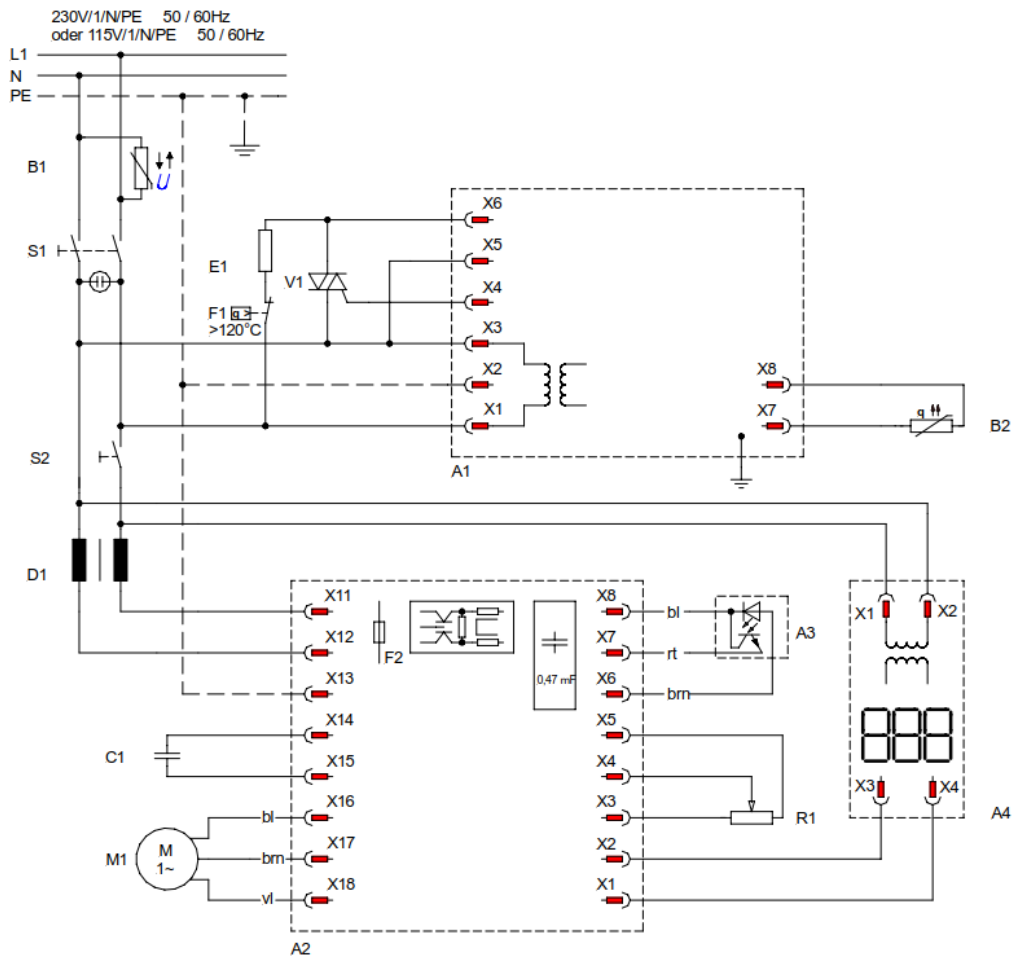 230V/1/N/PE 50 / 60Hz
oder 115V/1/N/PE 50 / 60Hz
L1
N
PE
B1
U
X6
S1
X5
E1
V1
X4
F1 q >
>120°C
X3
X2
X8
X1
X7
q
B2
S2
A1
D1
X11
X8
bl
X1
X2
A3
X12
F2
X7
rt
X13
0,47 mF
X6
brn
X14
X5
C1
X15
X4
X3
X4
X16
bl
X3
R1
A4
M1
M
1~
brn
X17
X2
vl
X18
X1
A2